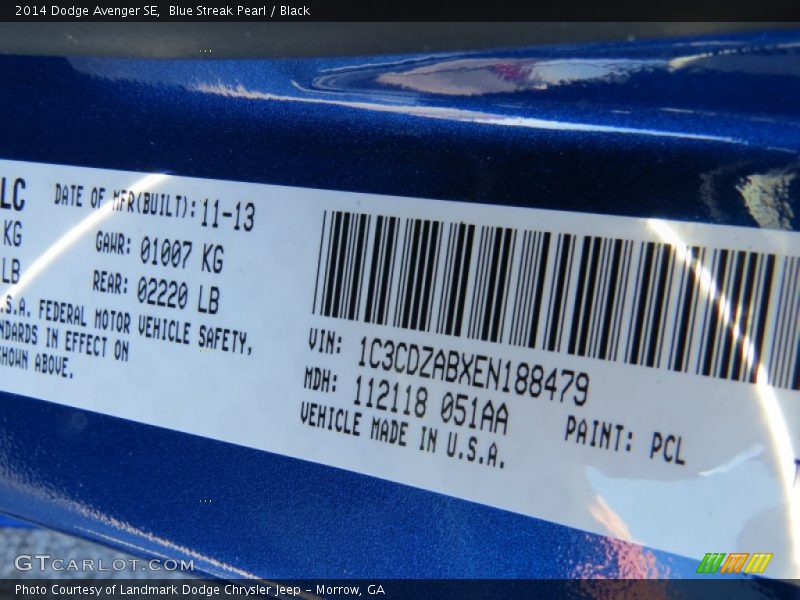 2014 Dodge Avenger SE,  Blue Streak Pearl / Black
LC
DATE OF MFR(BUILT): 11-13
KG
GAWR: 01007 KG
LB
REAR: 02220 LB
.S.A. FEDERAL MOTOR VEHICLE SAFETY,
NDARDS IN EFFECT ON
SHOWN ABOVE.
VIN: 1C3CDZABXEN188479
MDH: 112118 051AA
PAINT: PCL
VEHICLE MADE IN U.S.A.
GTCARLOT.COM
Photo Courtesy of Landmark Dodge Chrysler Jeep – Morrow, GA